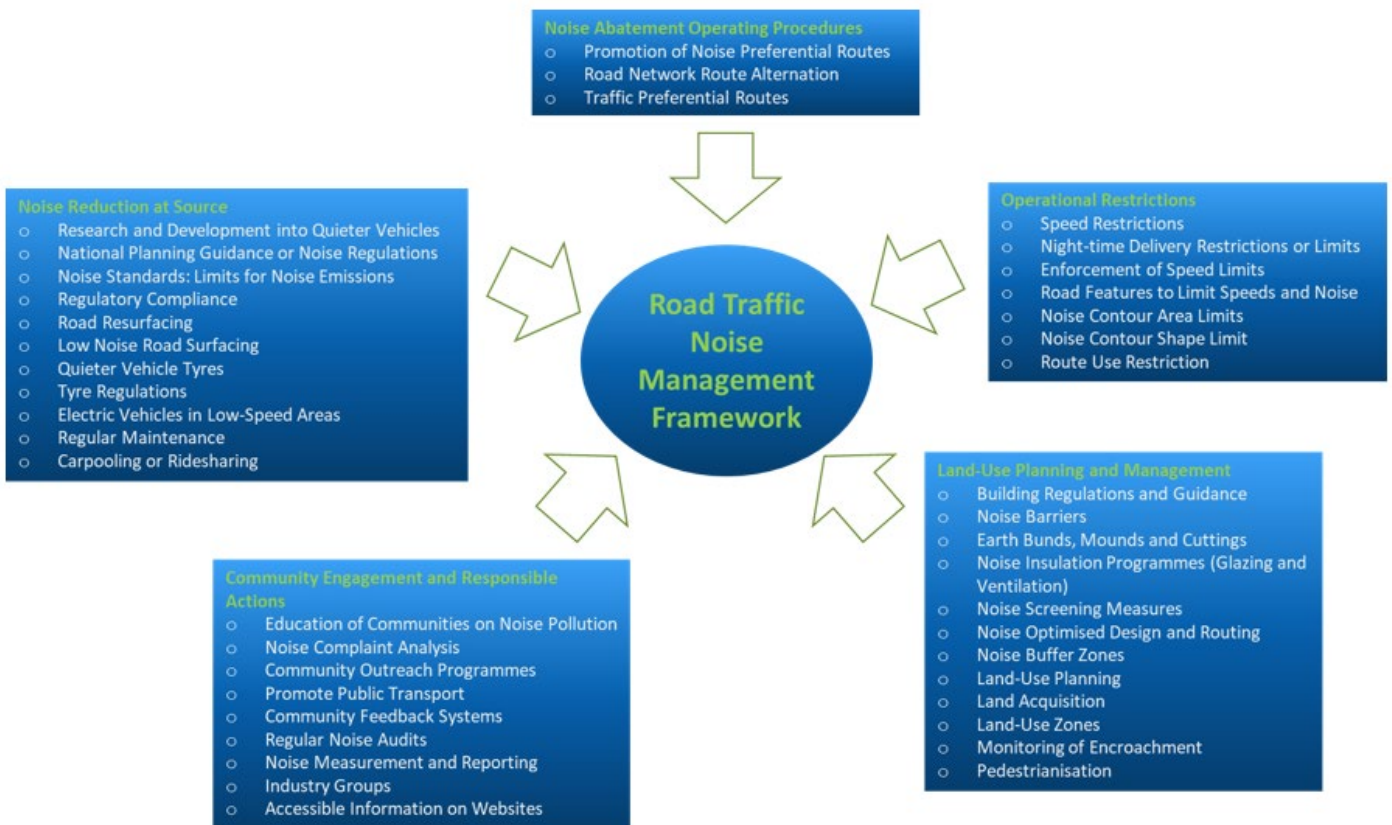 Noise Abatement Operating Procedures
o Promotion of Noise Preferential Routes
o Road Network Route Alternation
o Traffic Preferential Routes
Noise Reduction at Source
o Research and Development into Quieter Vehicles
o National Planning Guidance or Noise Regulations
o Noise Standards: Limits for Noise Emissions
o Regulatory Compliance
o Road Resurfacing
o Low Noise Road Surfacing
o Quieter Vehicle Tyres
o Tyre Regulations
o Electric Vehicles in Low-Speed Areas
o Regular Maintenance
o Carpooling or Ridesharing
Road Traffic
Noise
Management
Framework
Operational Restrictions
o Speed Restrictions
o Night-time Delivery Restrictions or Limits
o Enforcement of Speed Limits
o Road Features to Limit Speeds and Noise
o Noise Contour Area Limits
o Noise Contour Shape Limit
o Route Use Restriction
Community Engagement and Responsible
Actions
o Education of Communities on Noise Pollution
o Noise Complaint Analysis
o Community Outreach Programmes
o Promote Public Transport
o Community Feedback Systems
o Regular Noise Audits
o Noise Measurement and Reporting
o Industry Groups
o Accessible Information on Websites
Land-Use Planning and Management
o Building Regulations and Guidance
o Noise Barriers
o Earth Bunds, Mounds and Cuttings
o Noise Insulation Programmes (Glazing and
Ventilation)
o Noise Screening Measures
o Noise Optimised Design and Routing
o Noise Buffer Zones
o Land-Use Planning
o Land Acquisition
o Land-Use Zones
o Monitoring of Encroachment
o Pedestrianisation